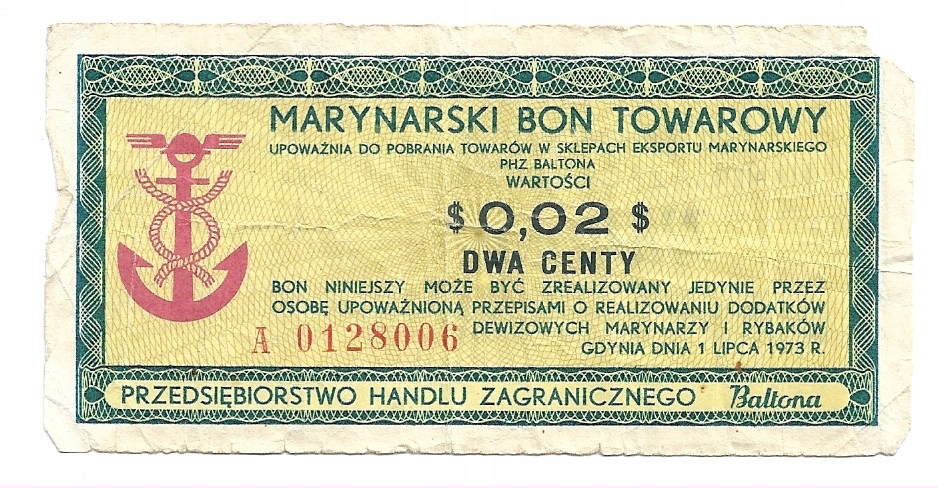 MARYNARSKI BON TOWAROWY
UPOWAŻNIA DO POBRANIA TOWARÓW W SKLEPACH EKSPORTU MARYNARSKIEGO
PHZ BALTONA
WARTOŚCI
$ 0,02 $
DWA CENTY
BON NINIEJSZY MOŻE BYĆ ZREALIZOWANY JEDYNIE PRZEZ
OSOBĘ UPOWAŻNIONĄ PRZEPISAMI O REALIZOWANIU DODATKÓW
DEWIZOWYCH MARYNARZY I RYBAKÓW
A 0128006
GDYNIA DNIA 1 LIPCA 1973 R.
PRZEDSIĘBIORSTWO HANDLU ZAGRANICZNEGO Baltona